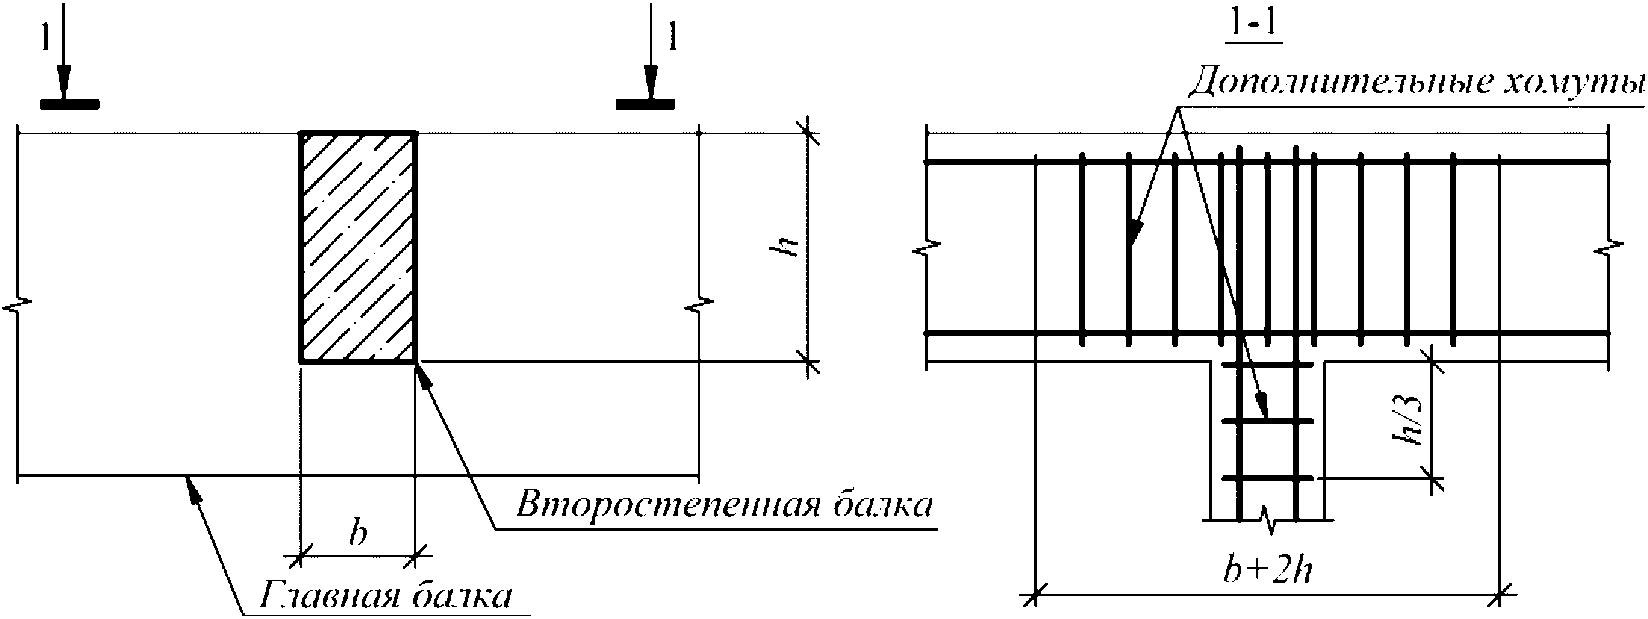 1
1
h
b
Второстепенная балка
Главная балка
1-1
Дополнительные хомуты
h/3
b+2h